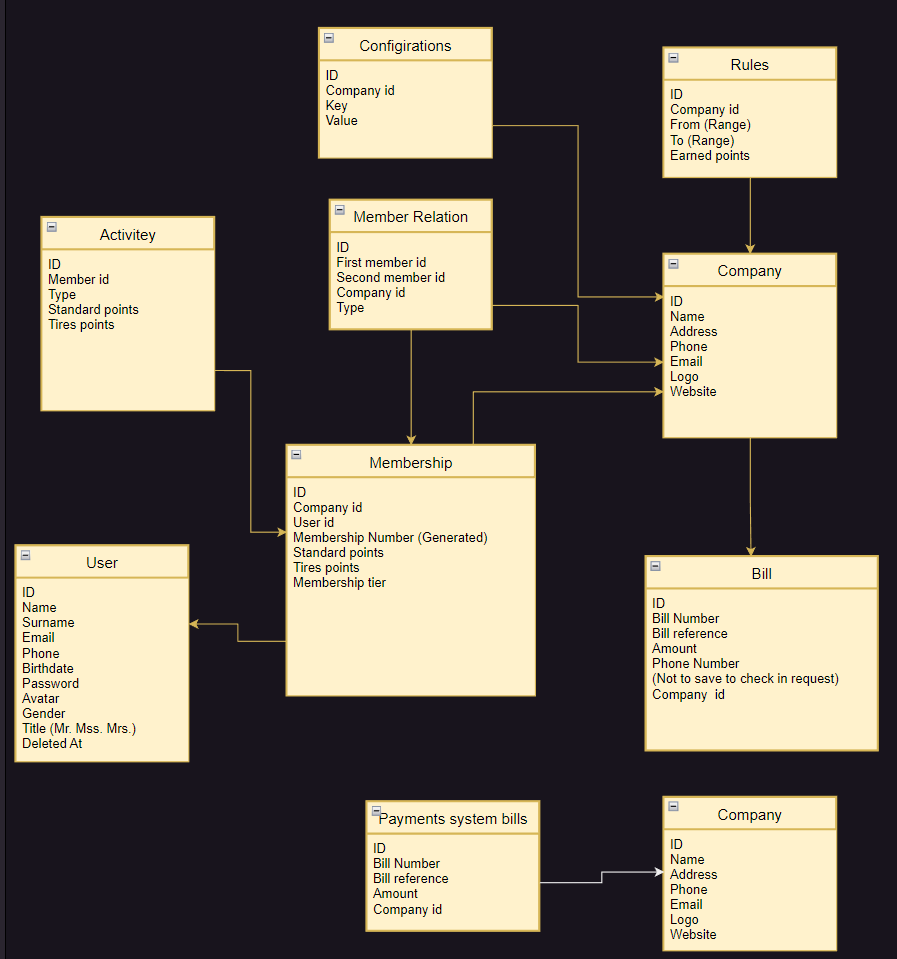 Configirations
ID
Company id
Key
Value
Rules
ID
Company id
From (Range)
To (Range)
Earned points
Activitey
ID
Member id
Type
Standard points
Tires points
Member Relation
ID
First member id
Second member id
Company id
Type
Company
ID
Name
Address
Phone
Email
Logo
Website
Membership
ID
Company id
User id
Membership Number (Generated)
Standard points
Tires points
Membership tier
User
ID
Name
Surname
Email
Phone
Birthdate
Password
Avatar
Gender
Title (Mr. Mss. Mrs.)
Deleted At
Bill
ID
Bill Number
Bill reference
Amount
Phone Number
(Not to save to check in request)
Company id
Payments system bills
ID
Bill Number
Bill reference
Amount
Company id
Company
ID
Name
Address
Phone
Email
Logo
Website